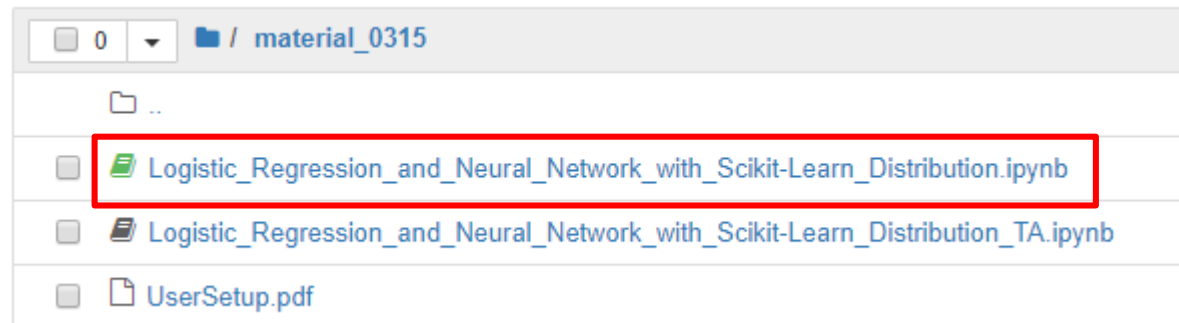 0 / material_0315
..
Logistic_Regression_and_Neural_Network_with_Scikit-Learn_Distribution.ipynb
Logistic_Regression_and_Neural_Network_with_Scikit-Learn_Distribution_TA.ipynb
UserSetup.pdf